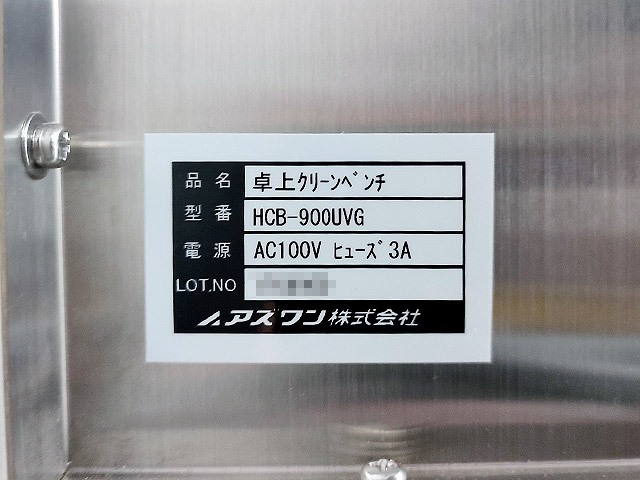 品名 卓上ｸﾘｰﾝﾍﾞﾝﾁ
型番 HCB-900UVG
電源 AC100V ﾋｭｰｽﾞ3A
LOT.NO
アズワン株式会社